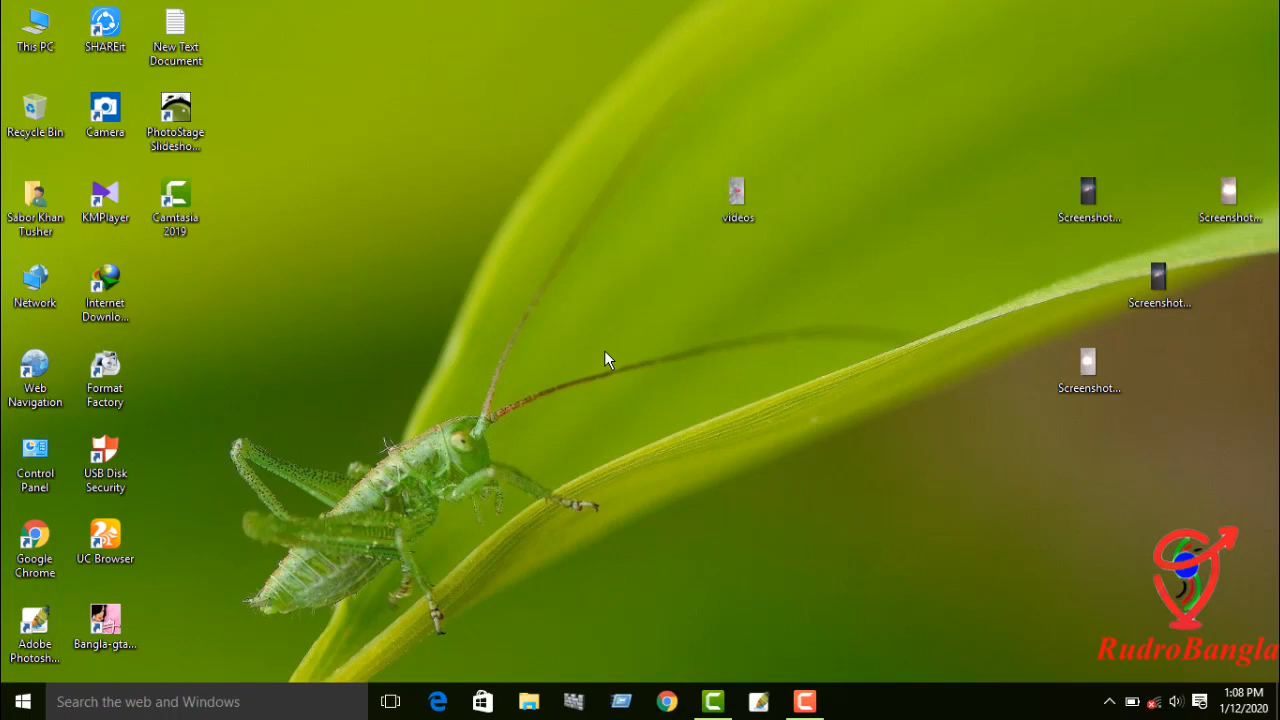 This PC
SHAREit
New Text
Document
Recycle Bin
Camera
PhotoStage
Slidesho...
Sabor Khan
Tusher
KMPlayer
Camtasia
2019
Network
Internet
Downlo...
Web
Navigation
Format
Factory
Control
Panel
USB Disk
Security
Google
Chrome
UC Browser
Adobe
Photosh...
Bangla-gta...
videos
Screenshot...
Screenshot...
Screenshot...
Screenshot...
RudroBangla
Search the web and Windows
1:08 PM
1/12/2020